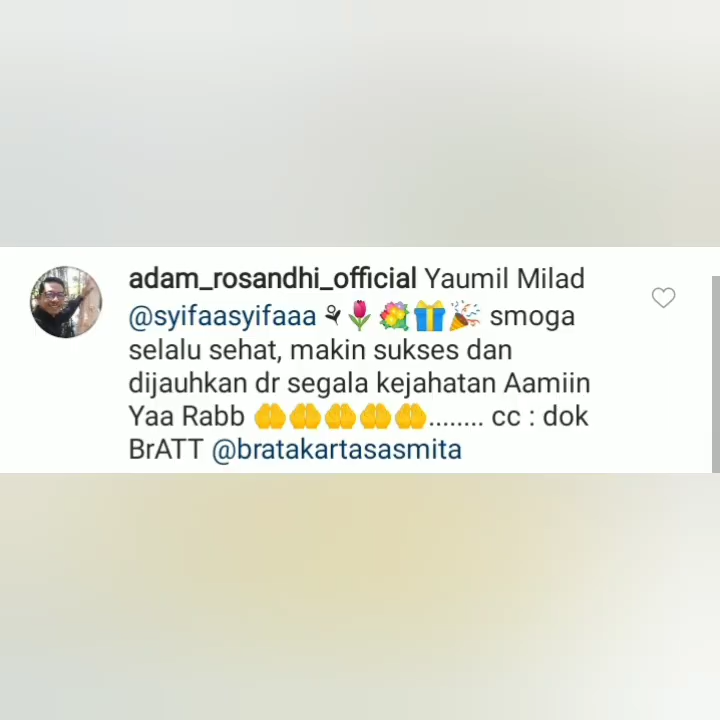 adam_rosandhi_official Yaumil Milad
@syifaasyifaaa⚘🌷💐🎁🎉 smoga
selalu sehat, makin sukses dan
dijauhkan dr segala kejahatan Aamiin
Yaa Rabb 🤲🤲🤲🤲🤲........ cc : dok
BrATT @bratakartasasmita